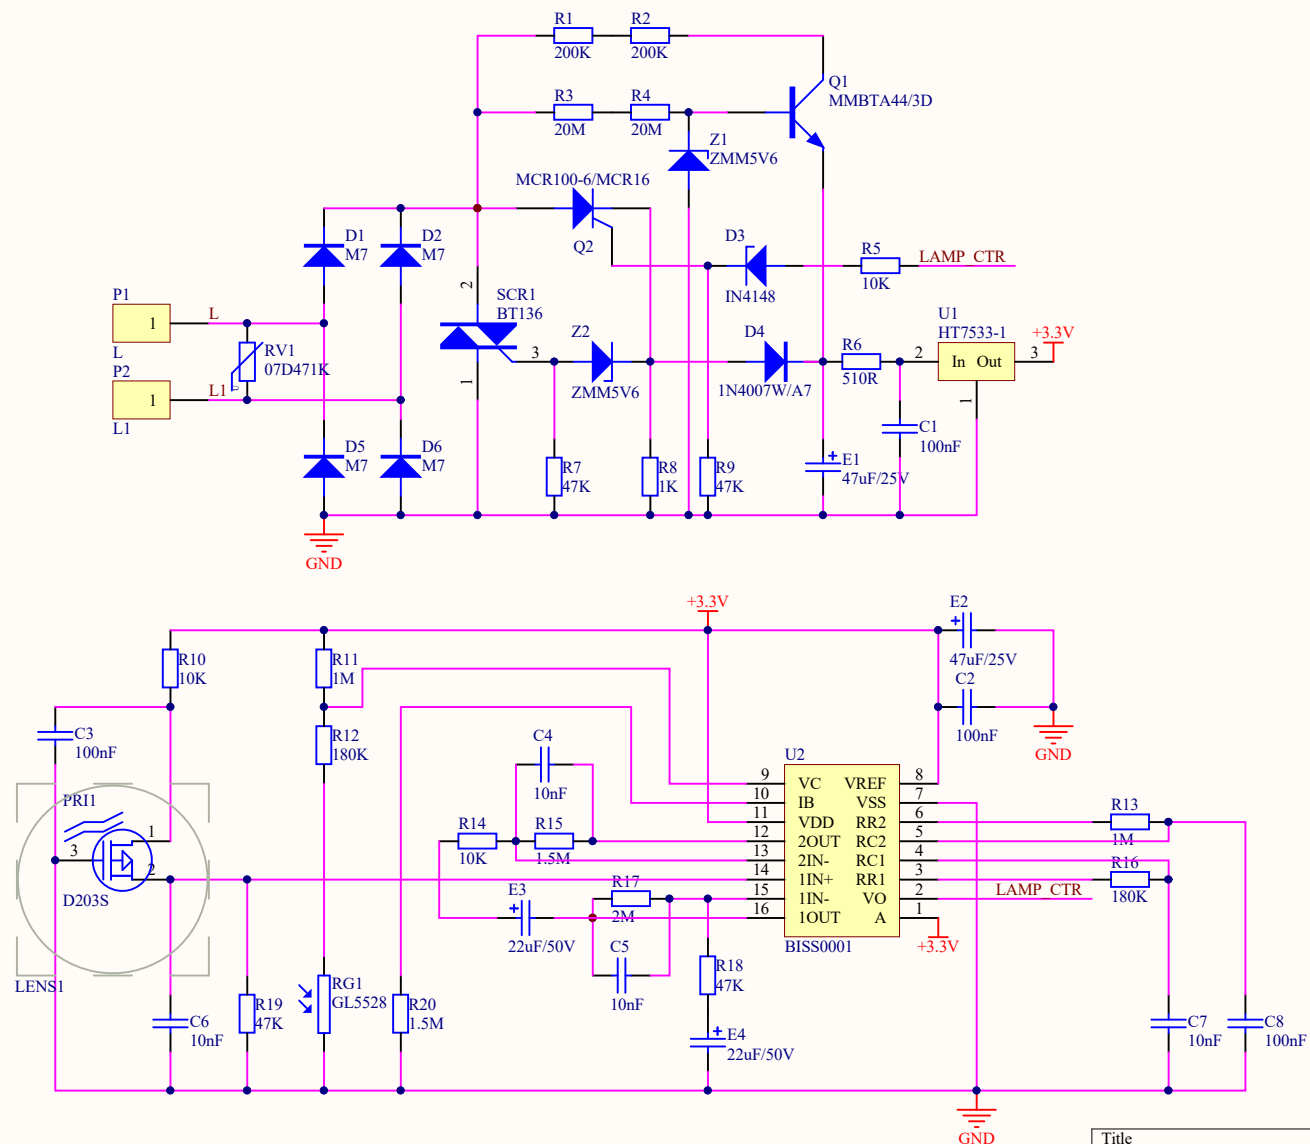 R1
R2
200K
200K
Q1
MMBTA44/3D
R3
R4
20M
20M
Z1
ZMM5V6
MCR100-6/MCR16
Q2
D1
M7
D2
M7
D3
IN4148
R5
10K
LAMP_CTR
P1
1
L
L
RV1
07D471K
P2
1
L1
L1
2
SCR1
BT136
3
1
Z2
ZMM5V6
D4
1N4007W/A7
R6
510R
U1
HT7533-1
2
In Out
3
1
+3.3V
C1
100nF
D5
M7
D6
M7
R7
47K
R8
1K
R9
47K
E1
47uF/25V
GND
+3.3V
E2
47uF/25V
C2
100nF
GND
R10
10K
R11
1M
R12
180K
C3
100nF
C4
10nF
U2
9 VC VREF 8
10 IB VSS 7
11 VDD RR2 6
12 2OUT RC2 5
13 2IN- RC1 4
14 1IN+ RR1 3
15 1IN- VO 2
16 1OUT A 1
BISS0001
+3.3V
LAMP_CTR
R13
1M
R16
180K
PRI1
1
3
2
D203S
LENS1
R14
10K
R15
1.5M
E3
22uF/50V
R17
2M
C5
10nF
R18
47K
E4
22uF/50V
C6
10nF
R19
47K
RG1
GL5528
R20
1.5M
C7
10nF
C8
100nF
GND
Title